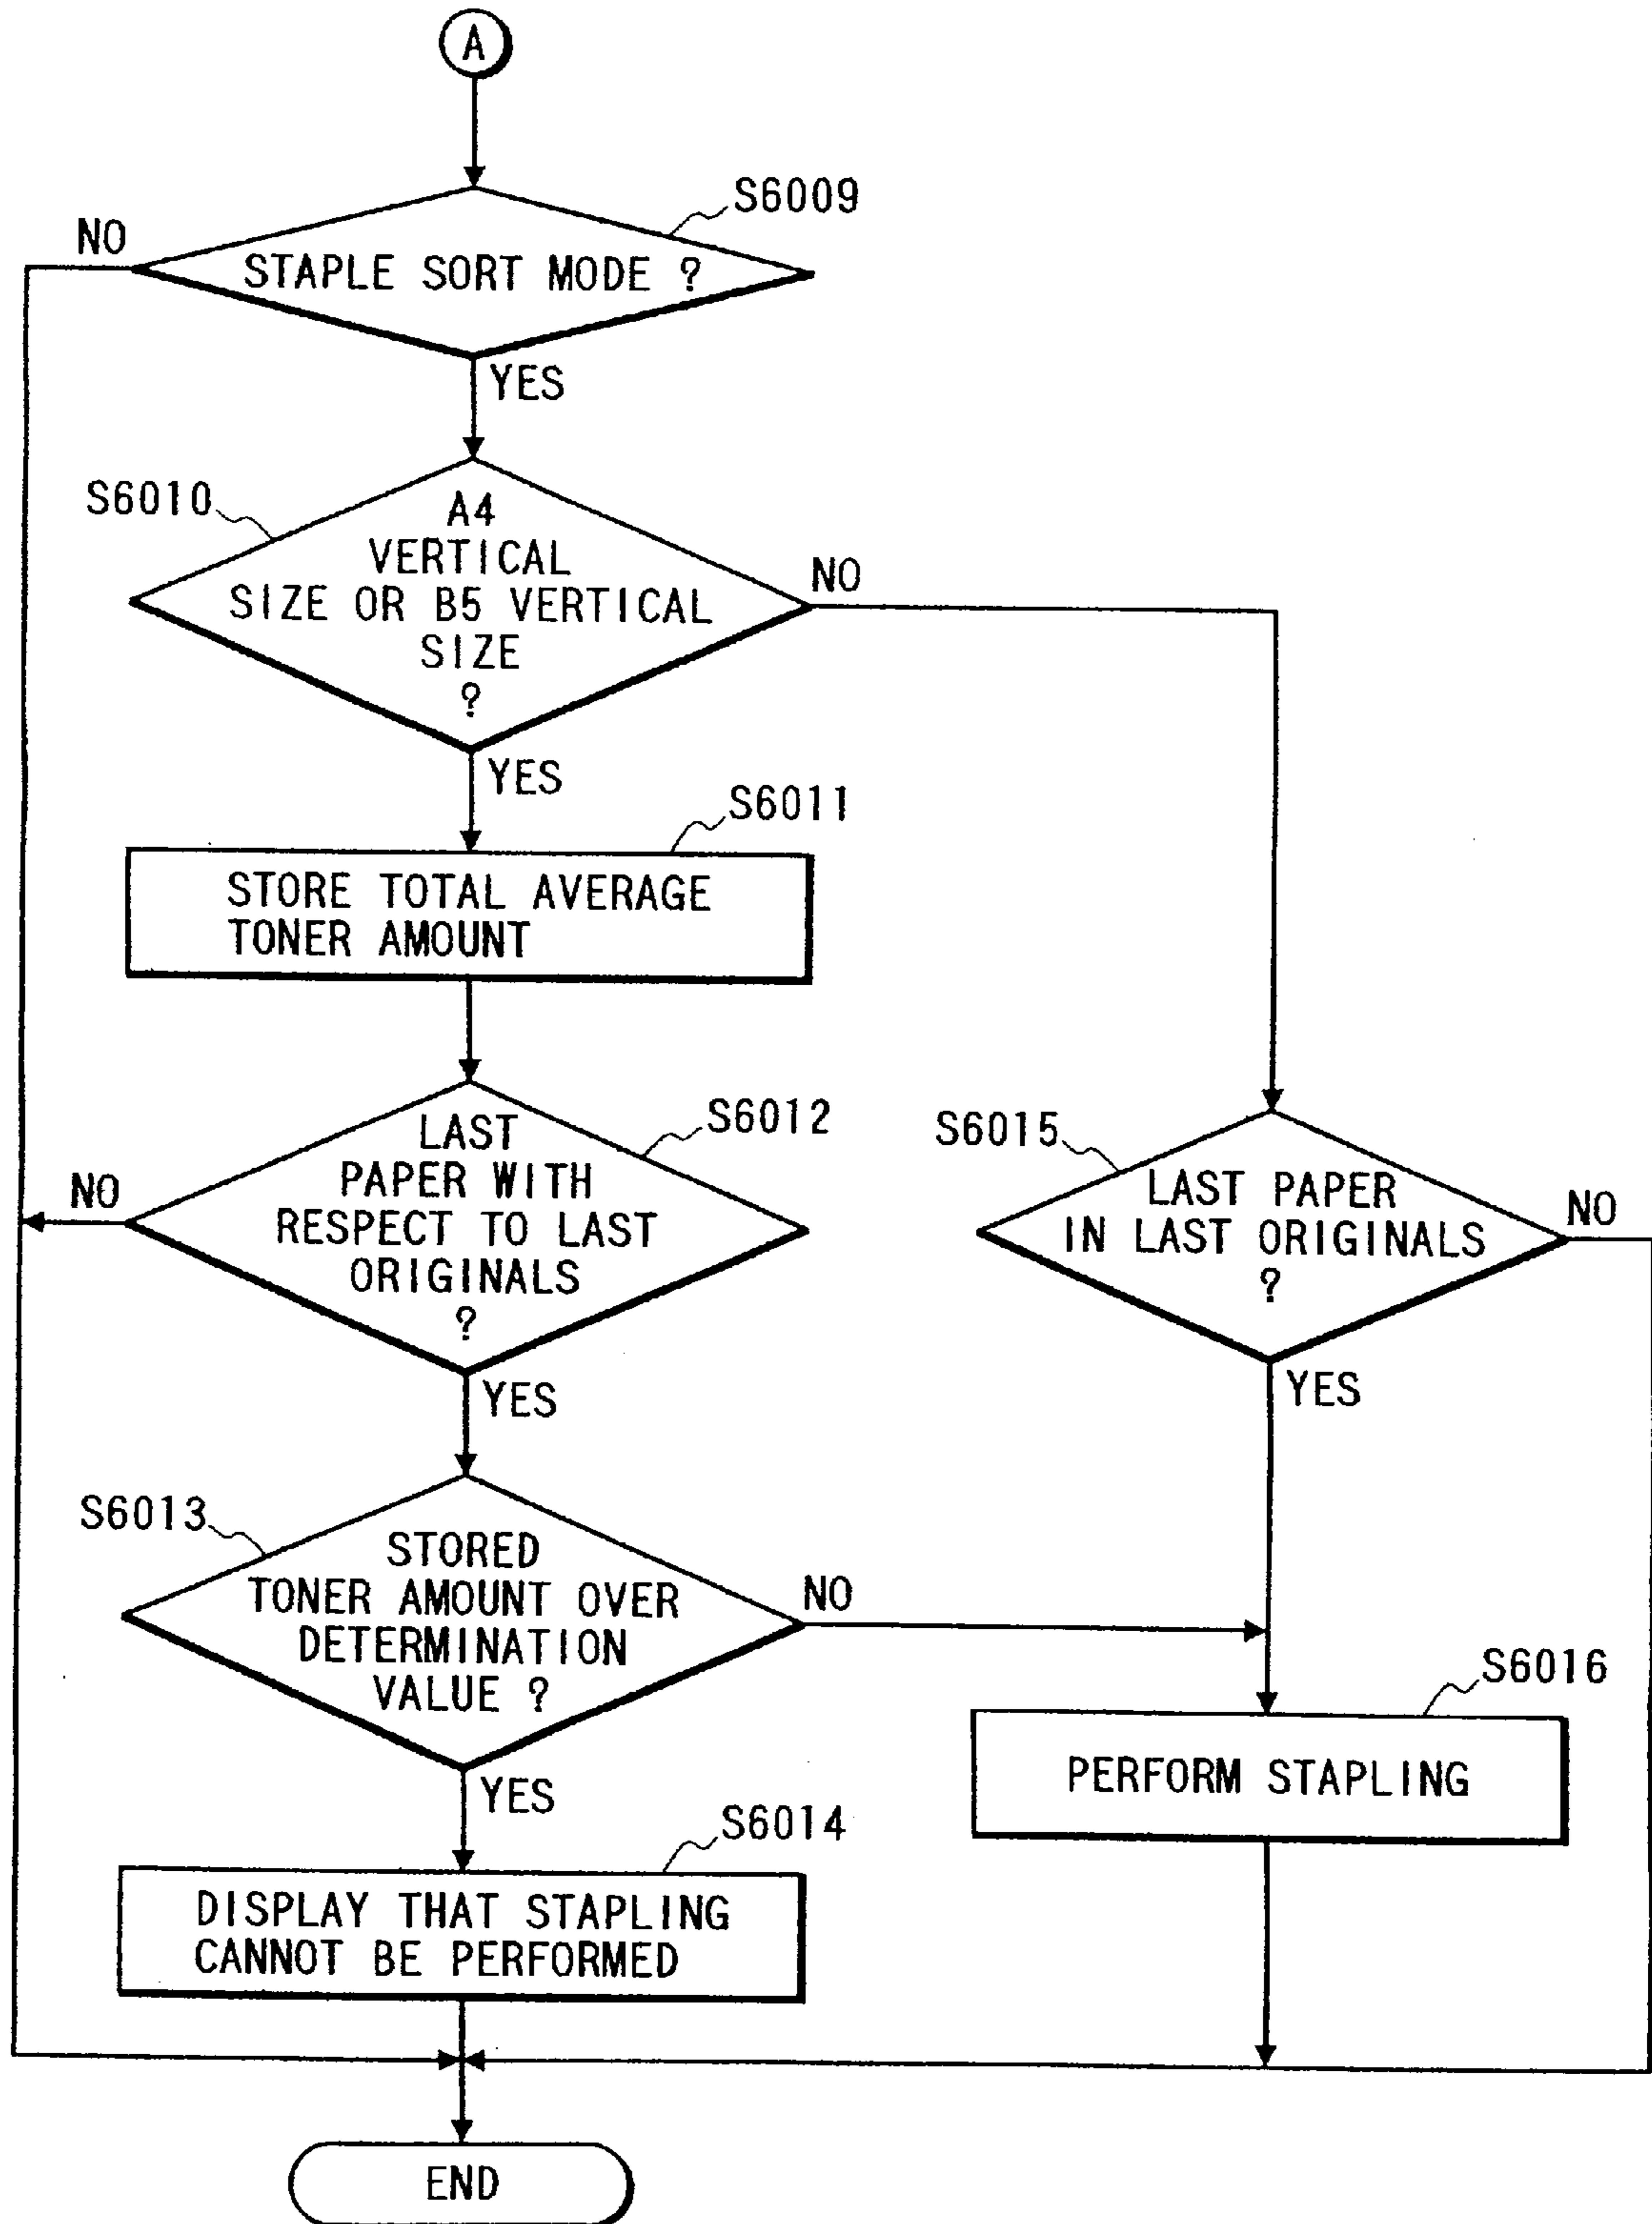 A
S6009
NO
STAPLE SORT MODE ?
YES
S6010
A4
VERTICAL
SIZE OR B5 VERTICAL
SIZE
?
NO
YES
S6011
STORE TOTAL AVERAGE
TONER AMOUNT
S6012
LAST
PAPER WITH
RESPECT TO LAST
ORIGINALS
?
NO
YES
S6015
LAST PAPER
IN LAST ORIGINALS
?
NO
YES
S6013
STORED
TONER AMOUNT OVER
DETERMINATION
VALUE ?
NO
YES
S6016
PERFORM STAPLING
S6014
DISPLAY THAT STAPLING
CANNOT BE PERFORMED
END